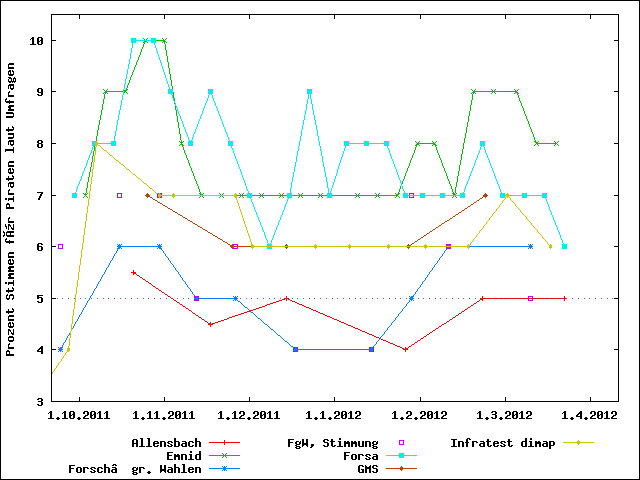 Prozent Stimmen fÃŒr Piraten laut Umfragen
10
9
8
7
6
5
4
3
1.10.2011 1.11.2011 1.12.2011 1.1.2012 1.2.2012 1.3.2012 1.4.2012
Allensbach FgW, Stimmung Infratest dimap
Emnid Forsa
Forschâ gr. Wahlen GMS